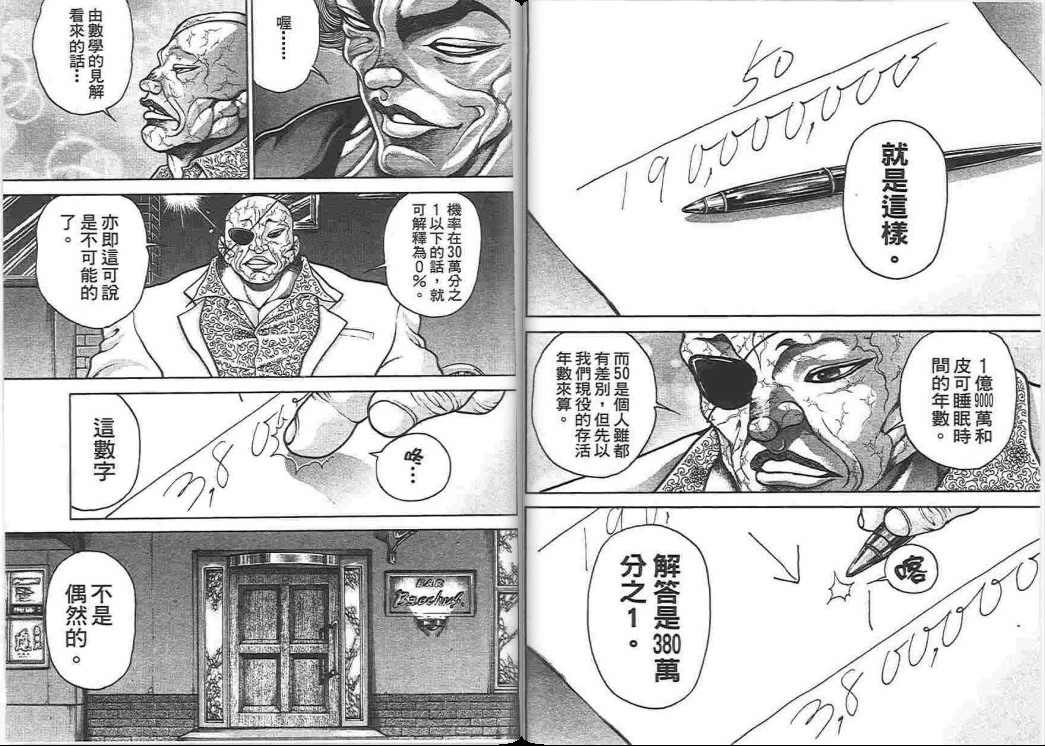 50
190,000,000
就是這樣。
1億9000萬和
皮可睡眠時
間的年數。
而50是個人雖都
有差別，但先以
我們現役的存活
年數來算。
喀
解答是380萬
分之1。
1
3,800,000
喔……
由數學的見解
看來的話…
機率在30萬分之
1以下的話，就
可解釋為0%。
亦即這可說
是不可能的
了。
咚…
這數字
3,80
不是
偶然的。
BAR
Bacchus